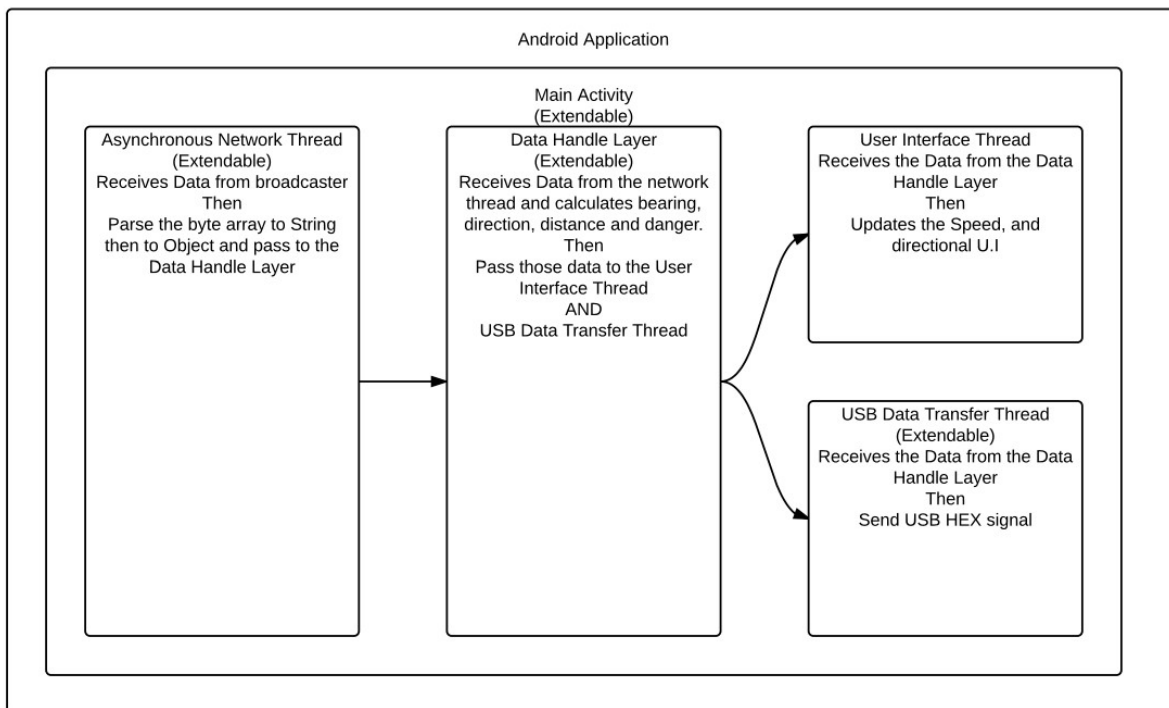 Android Application
Main Activity
(Extendable)
Asynchronous Network Thread
(Extendable)
Receives Data from broadcaster
Then
Parse the byte array to String
then to Object and pass to the
Data Handle Layer
Data Handle Layer
(Extendable)
Receives Data from the network
thread and calculates bearing,
direction, distance and danger.
Then
Pass those data to the User
Interface Thread
AND
USB Data Transfer Thread
User Interface Thread
Receives the Data from the Data
Handle Layer
Then
Updates the Speed, and
directional U.I
USB Data Transfer Thread
(Extendable)
Receives the Data from the Data
Handle Layer
Then
Send USB HEX signal